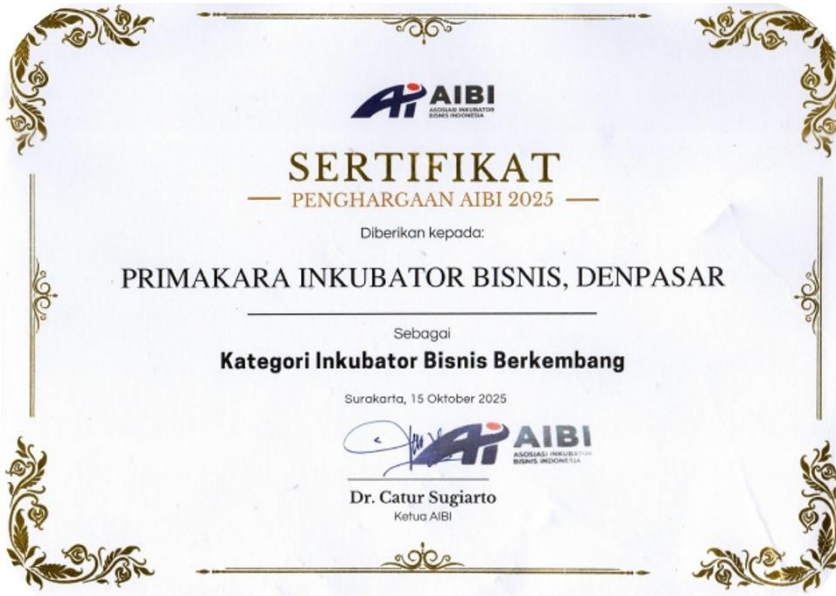 AIBI
ASOSIASI INKUBATOR
BISNIS INDONESIA
SERTIFIKAT
PENGHARGAAN AIBI 2025
Diberikan kepada:
PRIMAKARA INKUBATOR BISNIS, DENPASAR
Sebagai
Kategori Inkubator Bisnis Berkembang
Surakarta, 15 Oktober 2025
AIBI
ASOSIASI INKUBATOR
BISNIS INDONESIA
Dr. Catur Sugiarto
Ketua AIBI